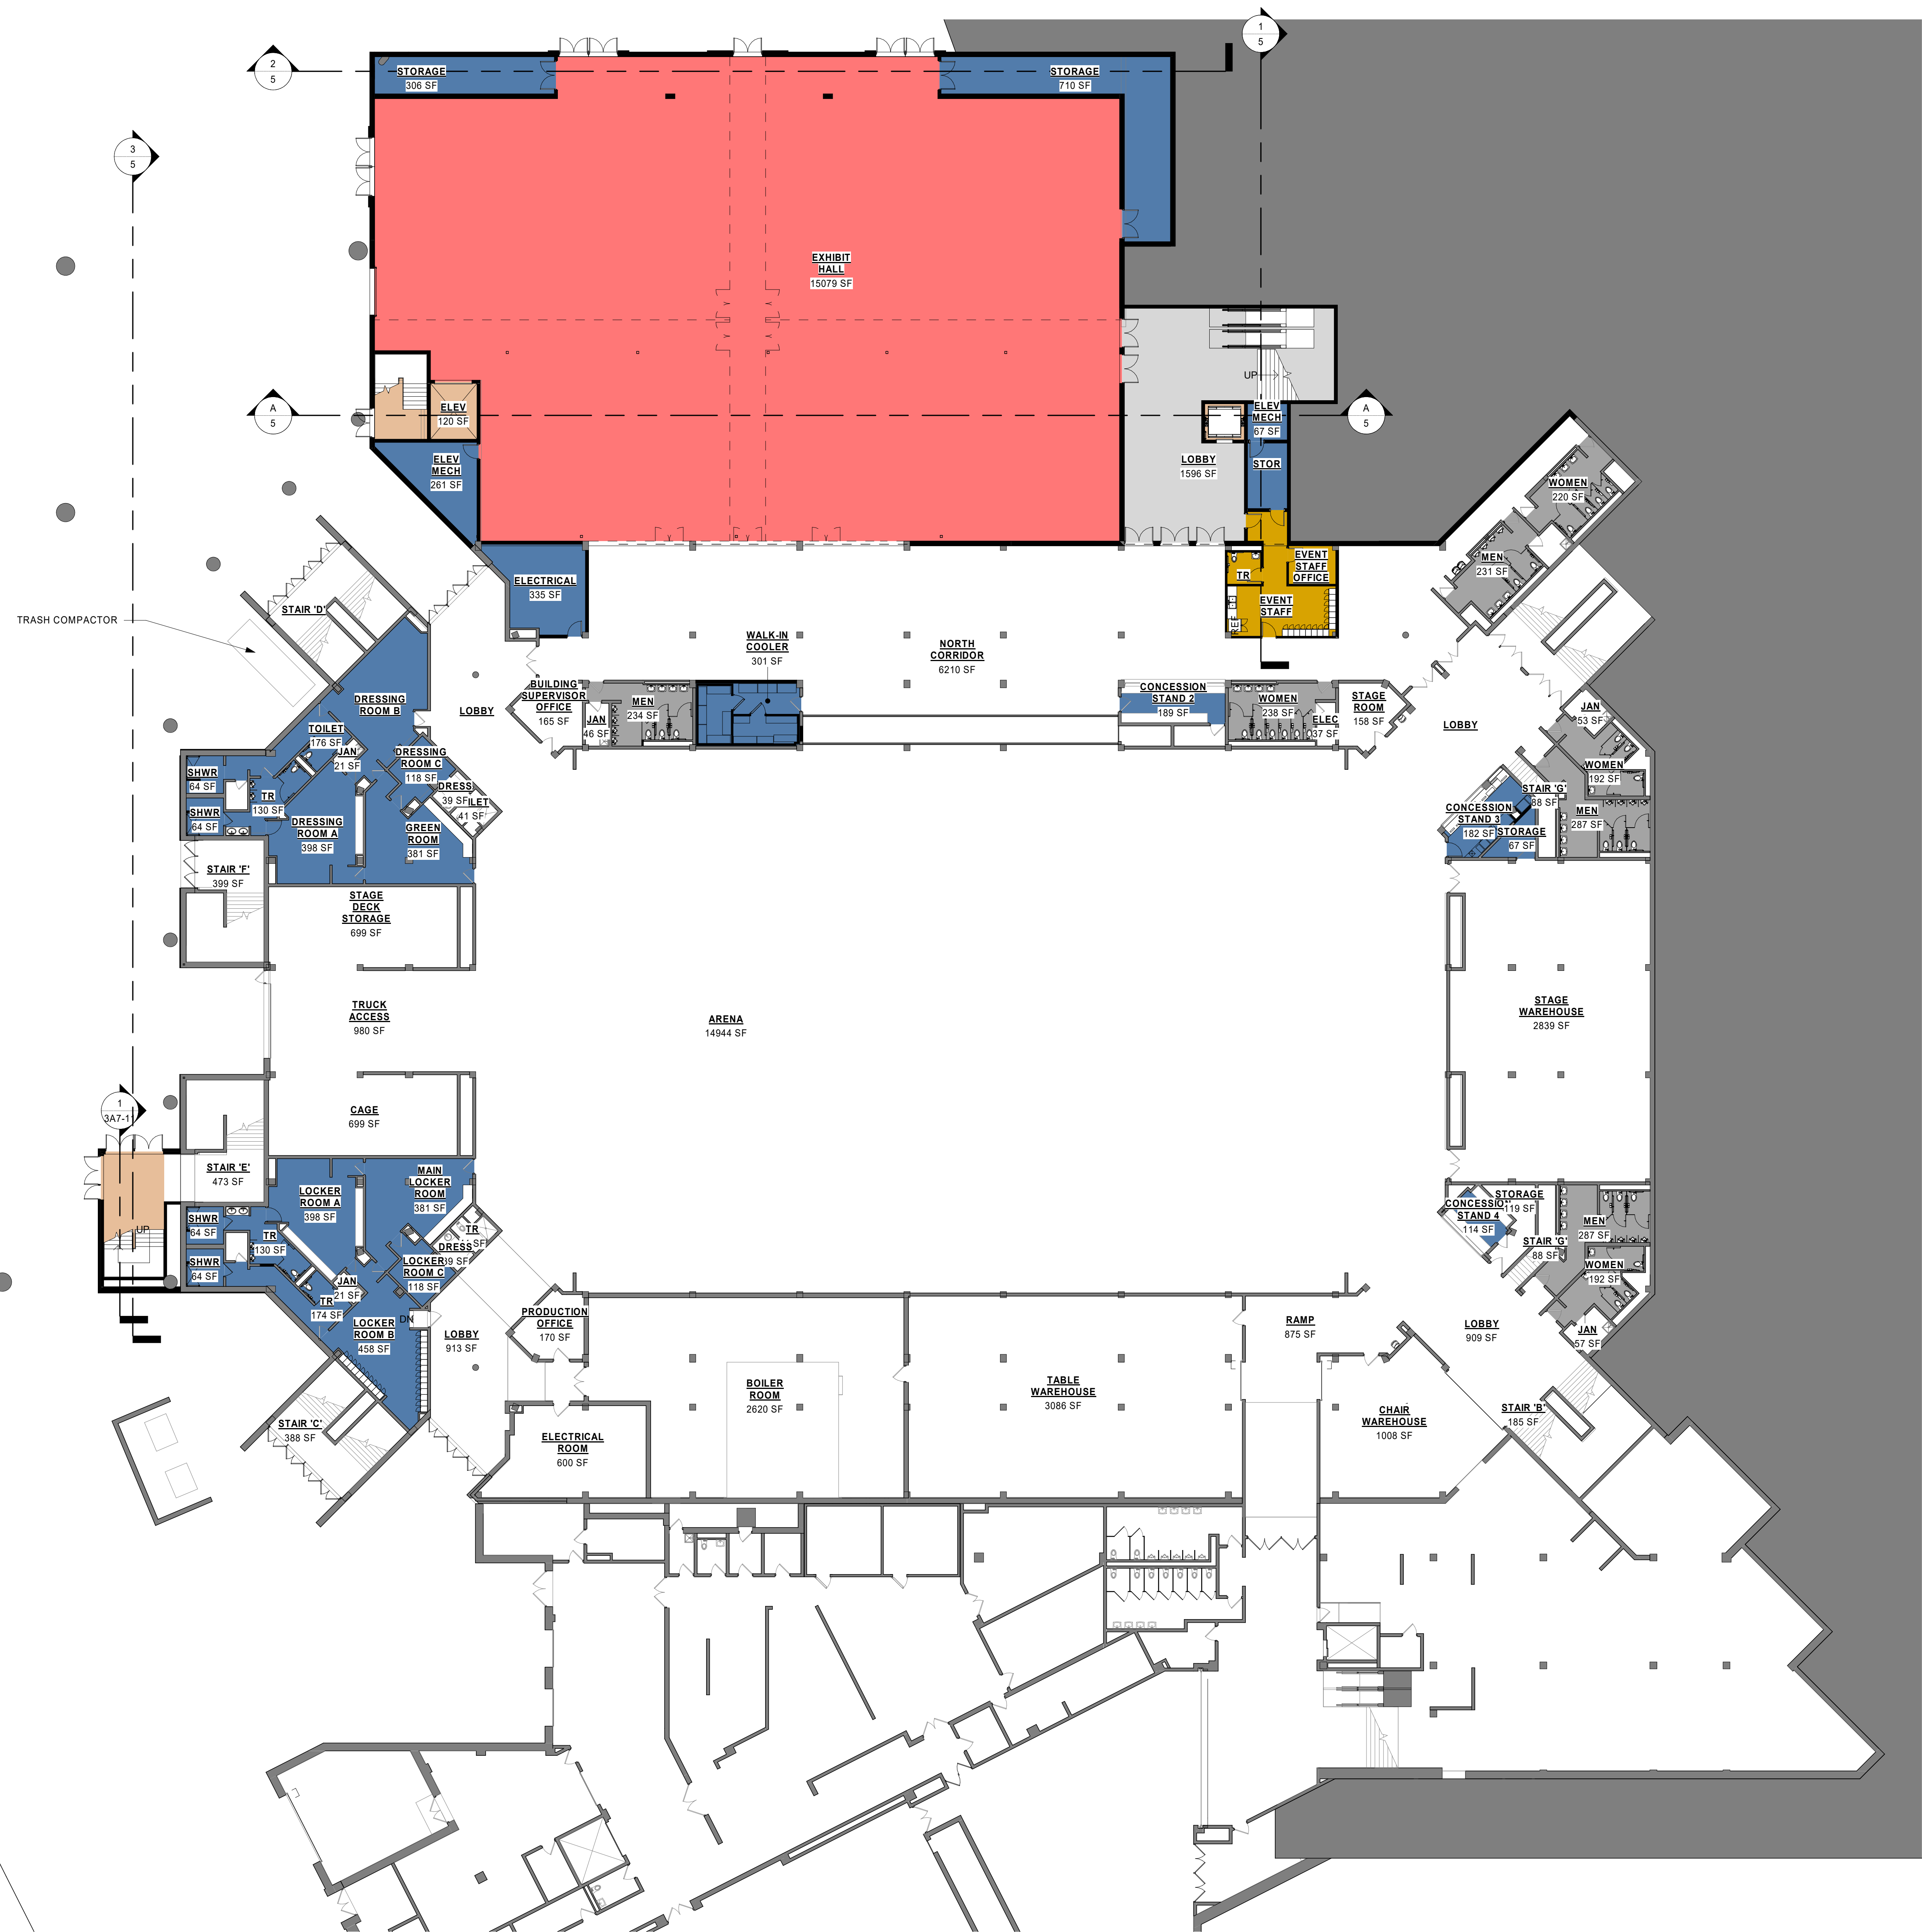 1
5
2
5
STORAGE
306 SF
STORAGE
710 SF
3
5
EXHIBIT
HALL
15079 SF
UP
A
5
ELEV
120 SF
ELEV
MECH
67 SF
A
5
ELEV
MECH
261 SF
LOBBY
1596 SF
STOR
WOMEN
220 SF
MEN
231 SF
ELECTRICAL
335 SF
TR
EVENT
STAFF
OFFICE
EVENT
STAFF
REF
STAIR 'D'
TRASH COMPACTOR
WALK-IN
COOLER
301 SF
NORTH
CORRIDOR
6210 SF
DRESSING
ROOM B
LOBBY
BUILDING
SUPERVISOR
OFFICE
165 SF
JAN
46 SF
MEN
234 SF
CONCESSION
STAND 2
189 SF
WOMEN
238 SF
ELEC
37 SF
STAGE
ROOM
158 SF
LOBBY
JAN
53 SF
TOILET
176 SF
JAN
21 SF
DRESSING
ROOM C
118 SF
DRESS
39 SF
41 SF
SHWR
64 SF
TR
130 SF
SHWR
64 SF
DRESSING
ROOM A
398 SF
GREEN
ROOM
381 SF
WOMEN
192 SF
STAIR 'G'
88 SF
CONCESSION
STAND 3
182 SF
STORAGE
67 SF
MEN
287 SF
STAIR 'F'
399 SF
STAGE
DECK
STORAGE
699 SF
TRUCK
ACCESS
980 SF
ARENA
14944 SF
STAGE
WAREHOUSE
2839 SF
CAGE
699 SF
1
3A7-11
STAIR 'E'
473 SF
UP
LOCKER
ROOM A
398 SF
MAIN
LOCKER
ROOM
381 SF
SHWR
64 SF
TR
130 SF
SHWR
64 SF
TR
DRESS
LOCKER
ROOM C
118 SF
JAN
21 SF
TR
174 SF
LOCKER
ROOM B
458 SF
DN
LOBBY
913 SF
PRODUCTION
OFFICE
170 SF
STORAGE
119 SF
CONCESSION
STAND 4
114 SF
STAIR 'G'
88 SF
MEN
287 SF
WOMEN
192 SF
JAN
57 SF
LOBBY
909 SF
RAMP
875 SF
BOILER
ROOM
2620 SF
TABLE
WAREHOUSE
3086 SF
CHAIR
WAREHOUSE
1008 SF
STAIR 'B'
185 SF
STAIR 'C'
388 SF
ELECTRICAL
ROOM
600 SF